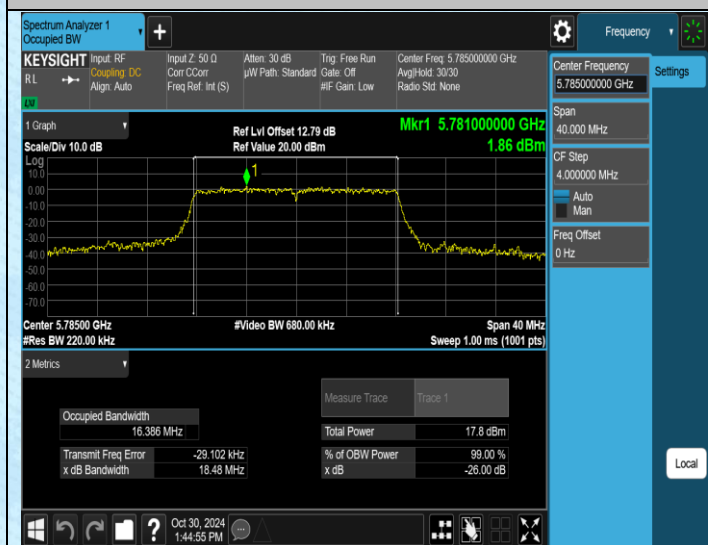 Spectrum Analyzer 1
Occupied BW
+
Frequency
KEYSIGHT
RL
LXI
Input: RF
Coupling: DC
Align: Auto
Input Z: 50 Ω
Corr CCorr
Freq Ref: Int (S)
Atten: 30 dB
µW Path: Standard
Trig: Free Run
Gate: Off
#IF Gain: Low
Center Freq: 5.785000000 GHz
Avg|Hold: 30/30
Radio Std: None
Center Frequency
5.785000000 GHz
Settings
Span
40.000 MHz
CF Step
4.000000 MHz
Auto
Man
Freq Offset
0 Hz
Local
1 Graph
Scale/Div 10.0 dB
Ref Lvl Offset 12.79 dB
Ref Value 20.00 dBm
Mkr1 5.781000000 GHz
1.86 dBm
Log
10.0
0.00
-10.0
-20.0
-30.0
-40.0
-50.0
-60.0
-70.0
1
Center 5.78500 GHz
#Res BW 220.00 kHz
#Video BW 680.00 kHz
Span 40 MHz
Sweep 1.00 ms (1001 pts)
2 Metrics
Measure Trace
Trace 1
Occupied Bandwidth
16.386 MHz
Total Power 17.8 dBm
Transmit Freq Error -29.102 kHz
% of OBW Power 99.00 %
x dB Bandwidth 18.48 MHz
x dB -26.00 dB
?
Oct 30, 2024
1:44:55 PM